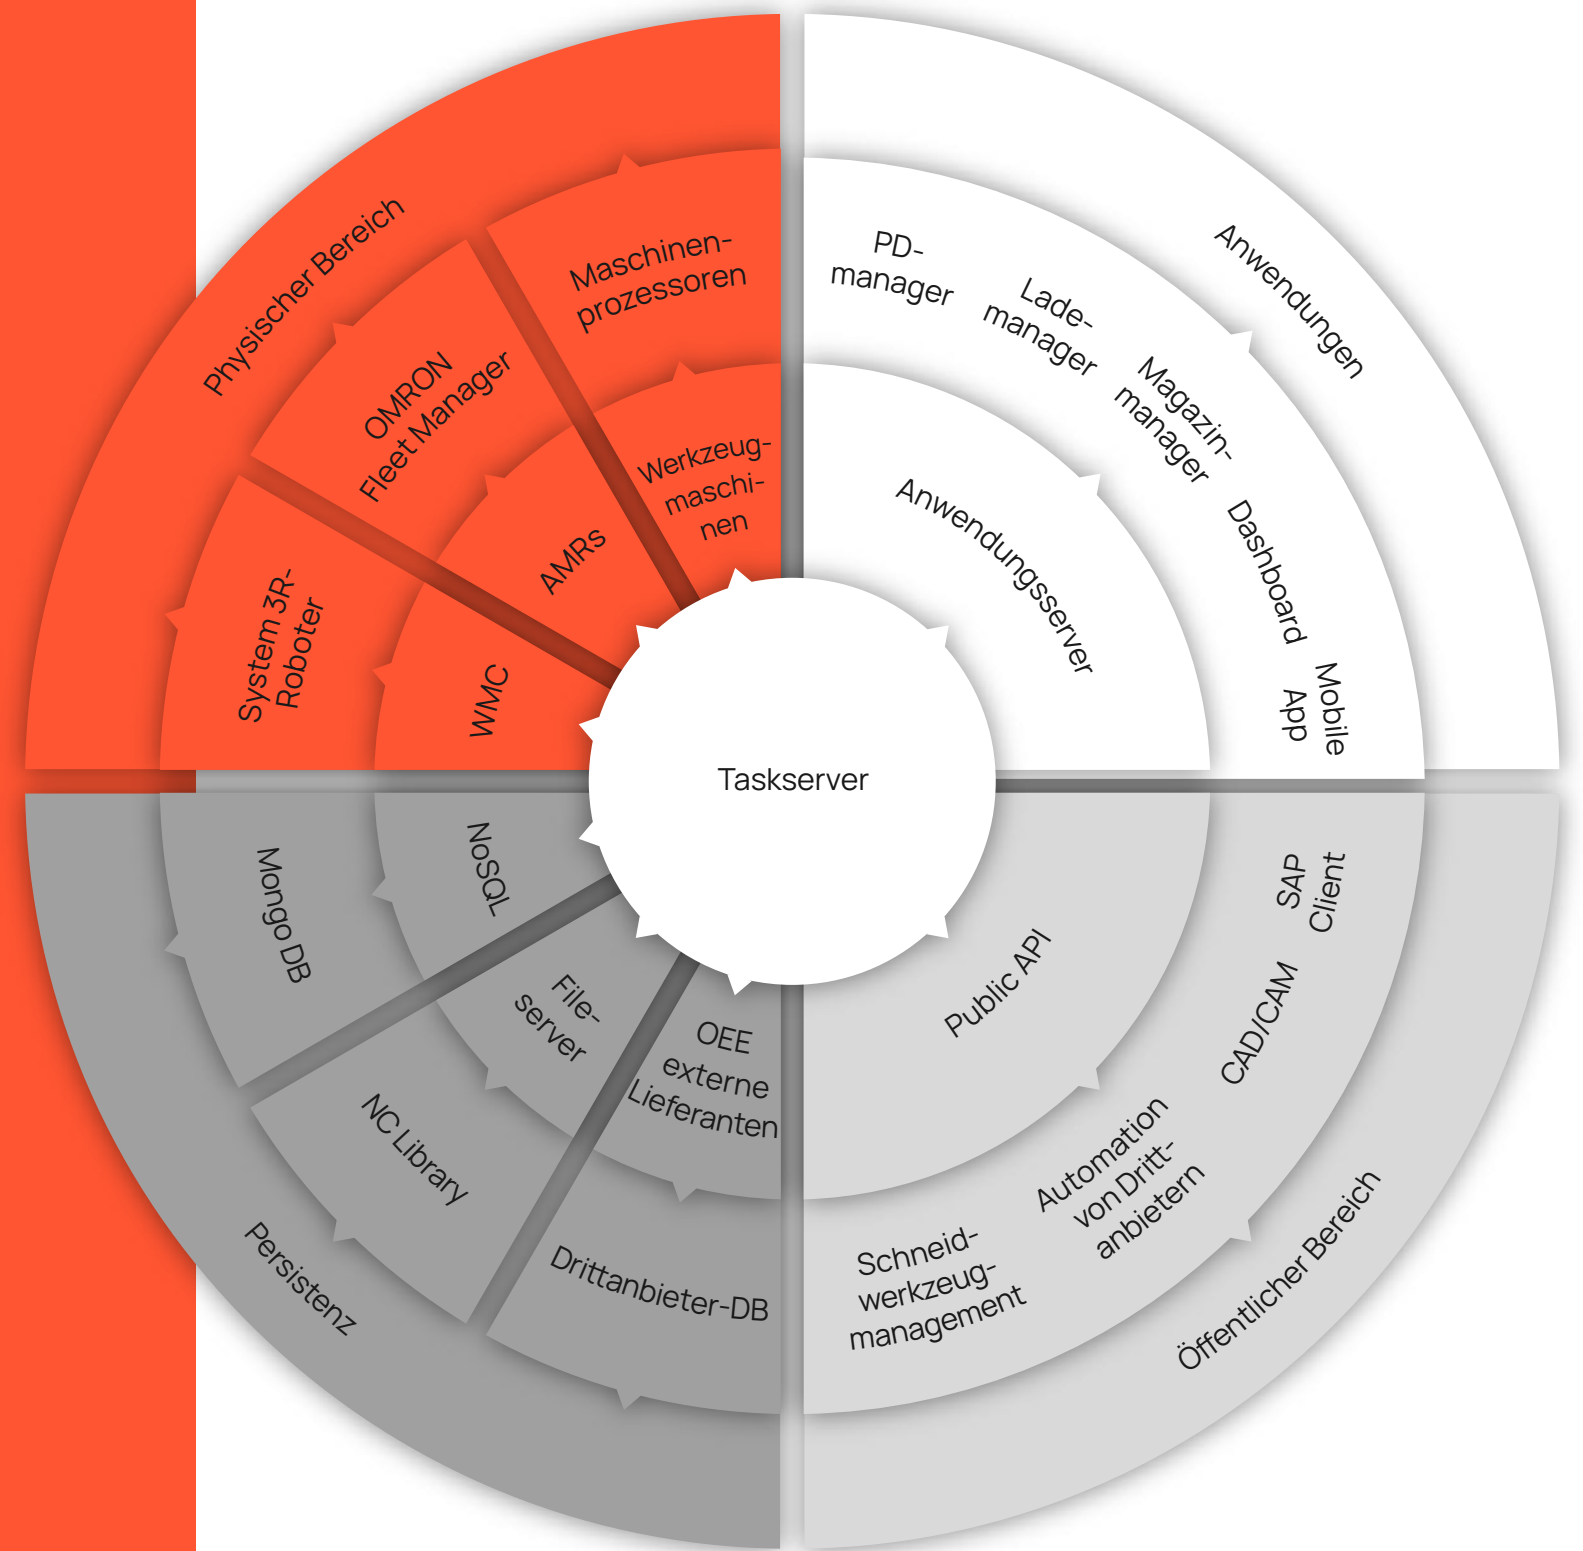 Physischer Bereich
Maschinen-
prozessoren
OMRON
Fleet Manager
System 3R-
Roboter
Werkzeug-
maschi-
nen
AMRs
WMC
Anwendungen
PD-
manager
Lade-
manager
Magazin-
manager
Dashboard
Mobile
App
Anwendungsserver
Taskserver
NoSQL
Mongo DB
File-
server
NC Library
OEE
externe
Lieferanten
Drittanbieter-DB
Persistenz
Public API
SAP
Client
CAD/CAM
Automation
von Dritt-
anbietern
Schneid-
werkzeug-
management
Öffentlicher Bereich